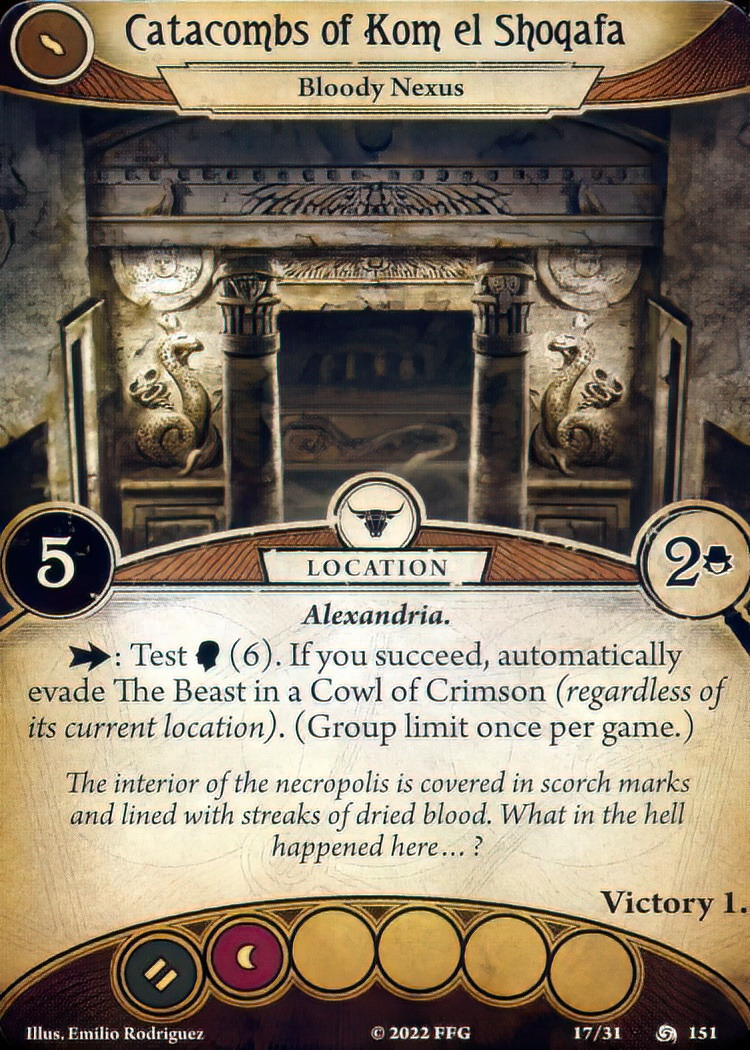 Catacombs of Kom el Shoqafa
Bloody Nexus
5
2
LOCATION
Alexandria.
: Test (6). If you succeed, automatically
evade The Beast in a Cowl of Crimson (regardless of
its current location). (Group limit once per game.)
The interior of the necropolis is covered in scorch marks
and lined with streaks of dried blood. What in the hell
happened here… ?
Victory 1.
Illus. Emilio Rodriguez
© 2022 FFG
17/31
151